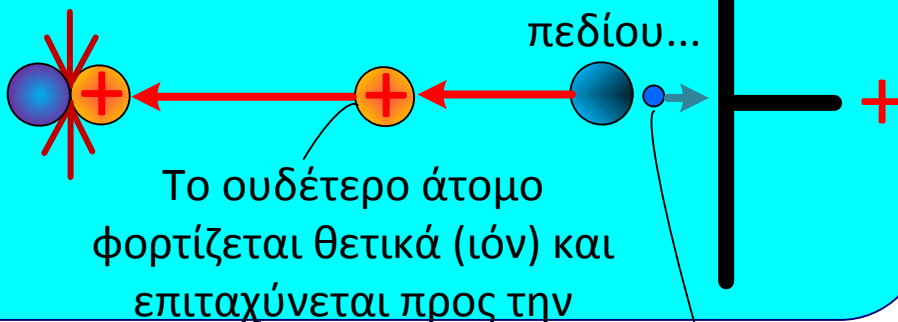 πεδίου...
+
+
+
Το ουδέτερο άτομο
φορτίζεται θετικά (ιόν) και
επιταχύνεται προς την